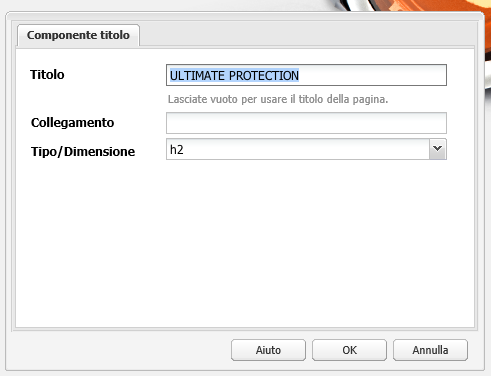 Componente titolo
Titolo
ULTIMATE PROTECTION
Lasciate vuoto per usare il titolo della pagina.
Collegamento
Tipo/Dimensione
h2
Aiuto
OK
Annulla